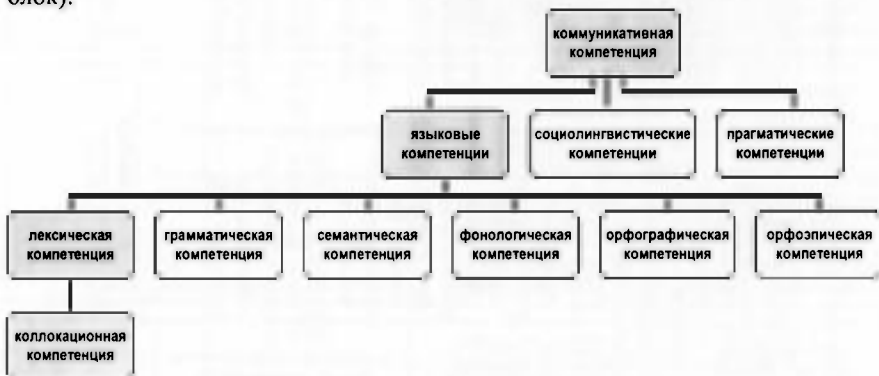 блок).
коммуникативная
компетенция
языковые
компетенции
социолингвистические
компетенции
прагматические
компетенции
лексическая
компетенция
грамматическая
компетенция
семантическая
компетенция
фонологическая
компетенция
орфографическая
компетенция
орфоэпическая
компетенция
коллокационная
компетенция